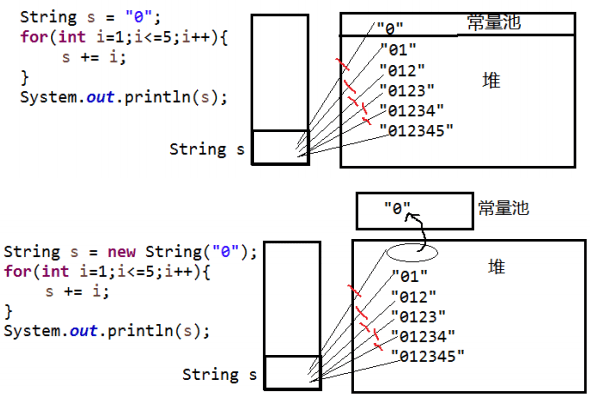 String s = "0";
for(int i=1;i<=5;i++){
s += i;
}
System.out.println(s);
String s
"0"
常量池
"01"
"012"
堆
"0123"
"01234"
"012345"
"0"
常量池
String s = new String("0");
for(int i=1;i<=5;i++){
s += i;
}
System.out.println(s);
String s
堆
"01"
"012"
"0123"
"01234"
"012345"